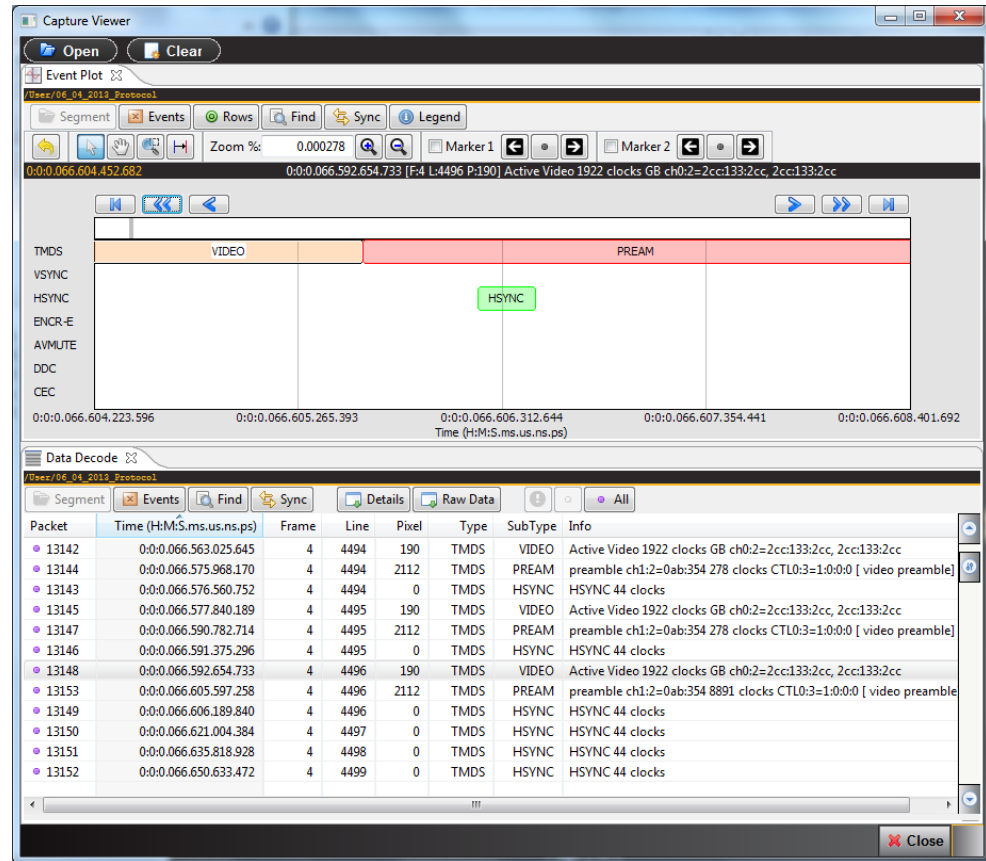 Capture Viewer
Open Clear
Event Plot
/User/06_04_2013_Protocol
Segment Events Rows Find Sync Legend
Zoom %: 0.000278 Marker 1 Marker 2
0:0:0.066.604.452.682 0:0:0.066.592.654.733 [F:4 L:4496 P:190] Active Video 1922 clocks GB ch0:2=2cc:133:2cc, 2cc:133:2cc
TMDS VIDEO PREAM
VSYNC
HSYNC HSYNC
ENCR-E
AVMUTE
DDC
CEC
0:0:0.066.604.223.596 0:0:0.066.605.265.393 0:0:0.066.606.312.644 0:0:0.066.607.354.441 0:0:0.066.608.401.692
Time (H:M:S.ms.us.ns.ps)
Data Decode
/User/06_04_2013_Protocol
Segment Events Find Sync Details Raw Data All
Packet Time (H:M:S.ms.us.ns.ps) Frame Line Pixel Type SubType Info
13142 0:0:0.066.563.025.645 4 4494 190 TMDS VIDEO Active Video 1922 clocks GB ch0:2=2cc:133:2cc, 2cc:133:2cc
13144 0:0:0.066.575.968.170 4 4494 2112 TMDS PREAM preamble ch1:2=0ab:354 278 clocks CTL0:3=1:0:0:0 [ video preamble]
13143 0:0:0.066.576.560.752 4 4494 0 TMDS HSYNC HSYNC 44 clocks
13145 0:0:0.066.577.840.189 4 4495 190 TMDS VIDEO Active Video 1922 clocks GB ch0:2=2cc:133:2cc, 2cc:133:2cc
13147 0:0:0.066.590.782.714 4 4495 2112 TMDS PREAM preamble ch1:2=0ab:354 278 clocks CTL0:3=1:0:0:0 [ video preamble]
13146 0:0:0.066.591.375.296 4 4495 0 TMDS HSYNC HSYNC 44 clocks
13148 0:0:0.066.592.654.733 4 4496 190 TMDS VIDEO Active Video 1922 clocks GB ch0:2=2cc:133:2cc, 2cc:133:2cc
13153 0:0:0.066.605.597.258 4 4496 2112 TMDS PREAM preamble ch1:2=0ab:354 8891 clocks CTL0:3=1:0:0:0 [ video preamble
13149 0:0:0.066.606.189.840 4 4496 0 TMDS HSYNC HSYNC 44 clocks
13150 0:0:0.066.621.004.384 4 4497 0 TMDS HSYNC HSYNC 44 clocks
13151 0:0:0.066.635.818.928 4 4498 0 TMDS HSYNC HSYNC 44 clocks
13152 0:0:0.066.650.633.472 4 4499 0 TMDS HSYNC HSYNC 44 clocks
Close